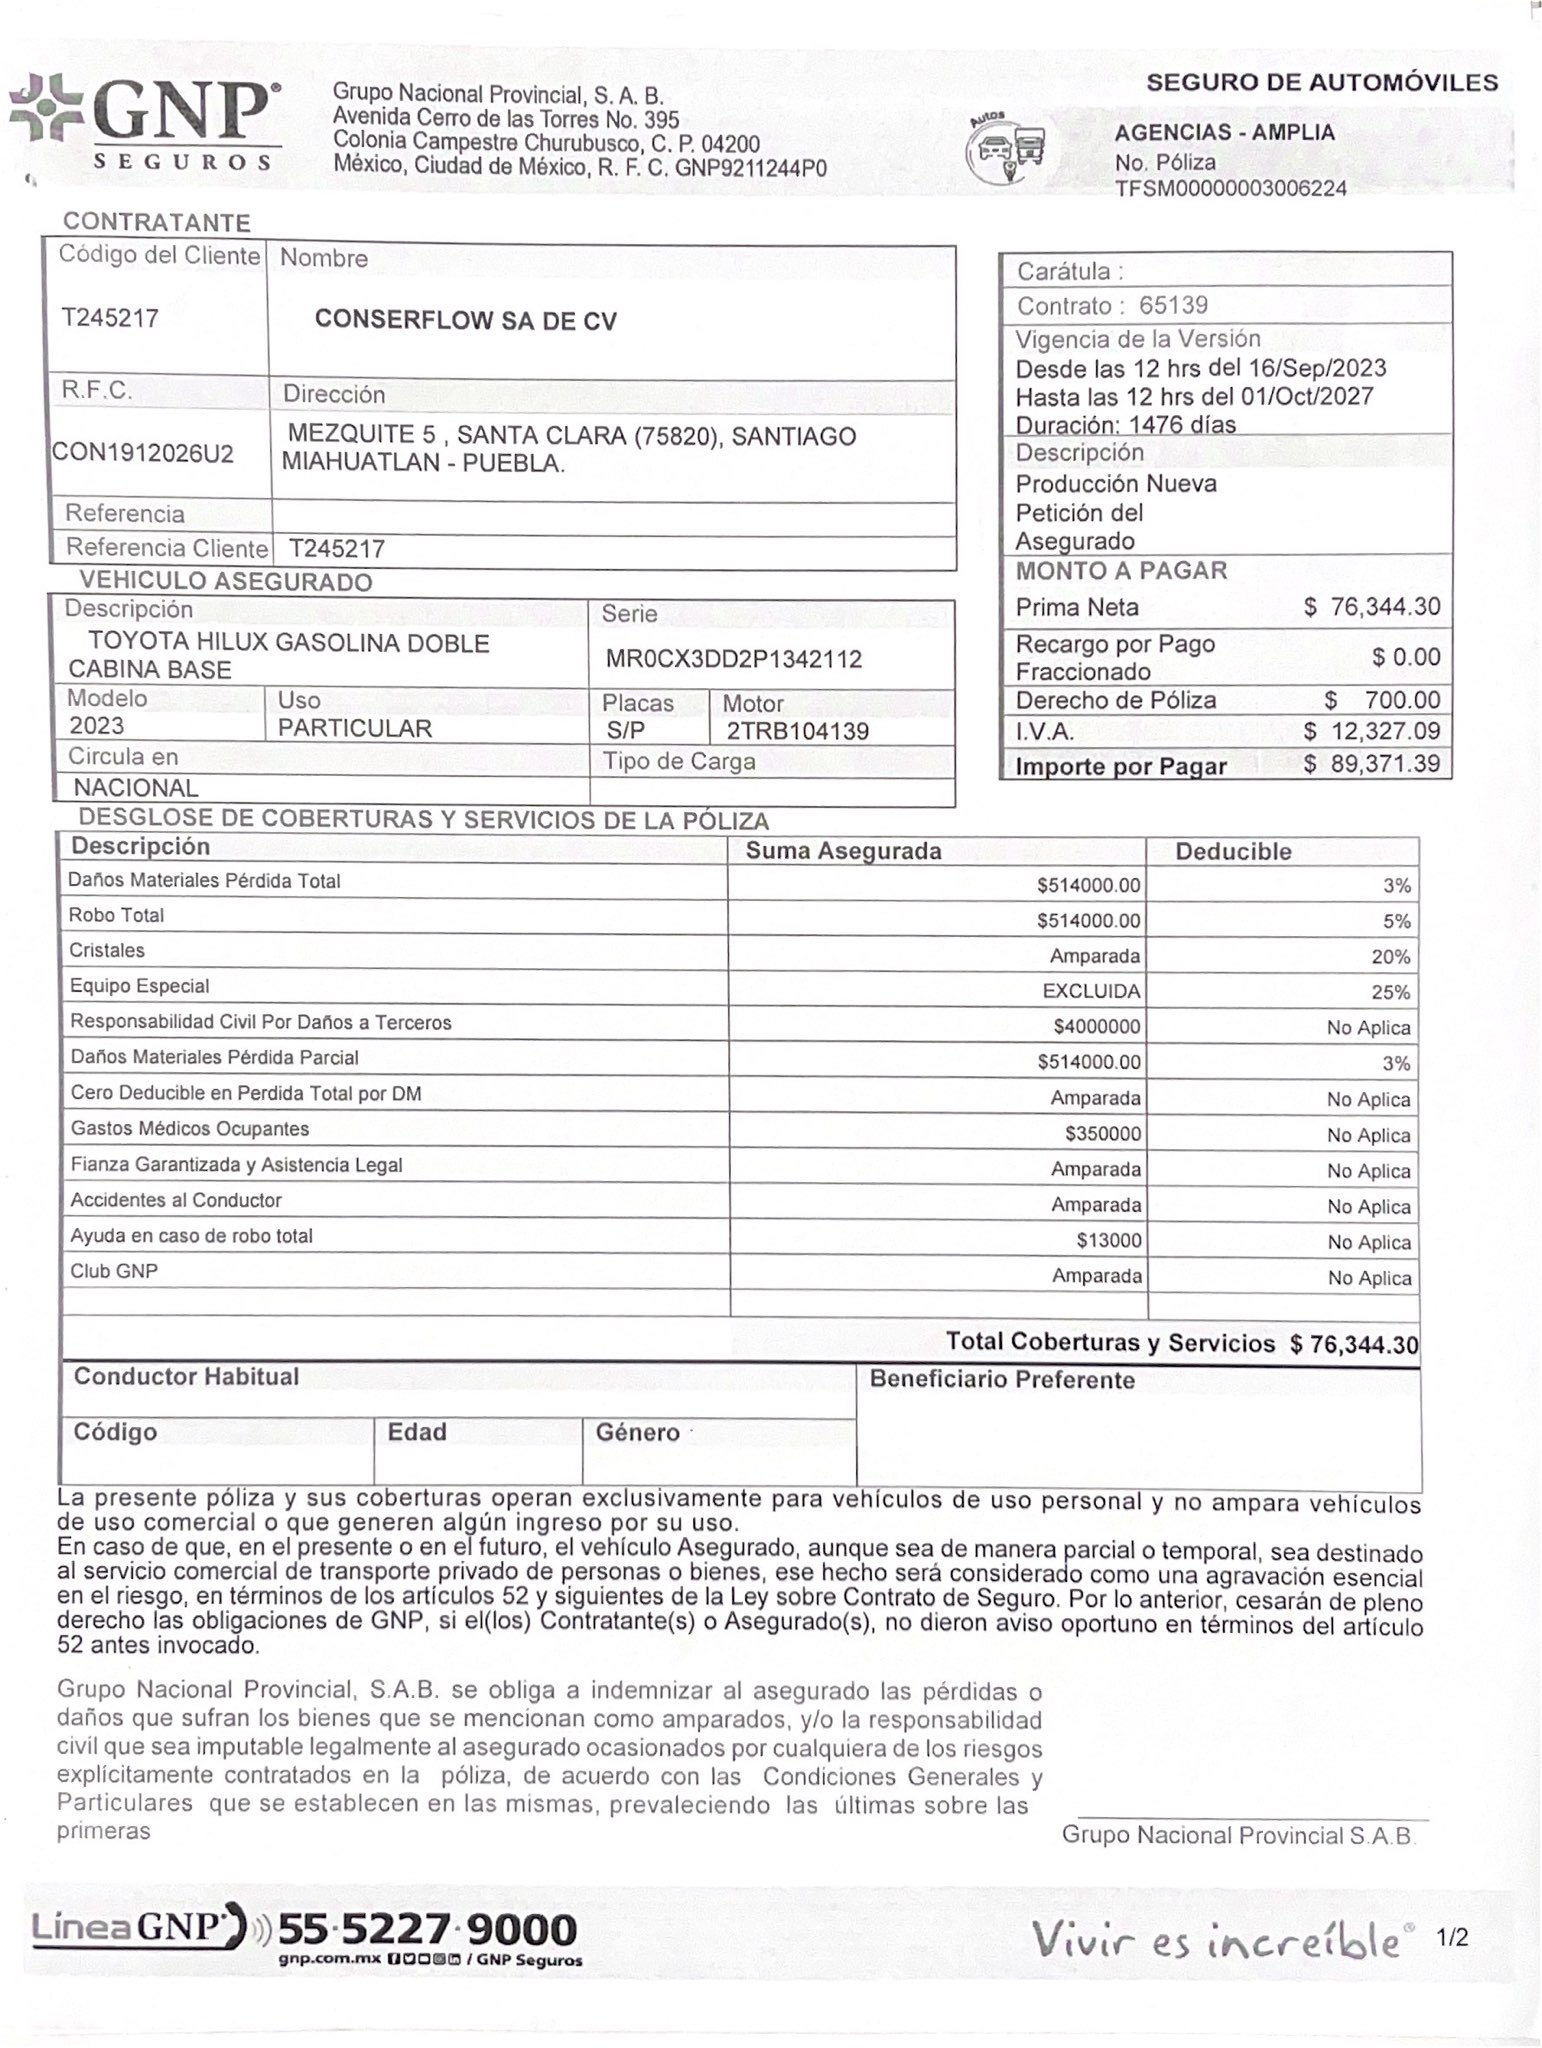 GNP
SEGUROS
Grupo Nacional Provincial, S. A. B.
Avenida Cerro de las Torres No. 395
Colonia Campestre Churubusco, C. P. 04200
México, Ciudad de México, R. F. C. GNP9211244P0
Autos
SEGURO DE AUTOMÓVILES
AGENCIAS - AMPLIA
No. Póliza
TFSM00000003006224
CONTRATANTE
Código del Cliente Nombre
T245217 CONSERFLOW SA DE CV
R.F.C. Dirección
CON1912026U2 MEZQUITE 5 , SANTA CLARA (75820), SANTIAGO
MIAHUATLAN - PUEBLA.
Referencia
Referencia Cliente T245217
Carátula :
Contrato : 65139
Vigencia de la Versión
Desde las 12 hrs del 16/Sep/2023
Hasta las 12 hrs del 01/Oct/2027
Duración: 1476 días
Descripción
Producción Nueva
Petición del
Asegurado
MONTO A PAGAR
Prima Neta $ 76,344.30
Recargo por Pago
Fraccionado $ 0.00
Derecho de Póliza $ 700.00
I.V.A. $ 12,327.09
Importe por Pagar $ 89,371.39
VEHICULO ASEGURADO
Descripción Serie
TOYOTA HILUX GASOLINA DOBLE
CABINA BASE MR0CX3DD2P1342112
Modelo Uso Placas Motor
2023 PARTICULAR S/P 2TRB104139
Circula en Tipo de Carga
NACIONAL
DESGLOSE DE COBERTURAS Y SERVICIOS DE LA PÓLIZA
Descripción Suma Asegurada Deducible
Daños Materiales Pérdida Total $514000.00 3%
Robo Total $514000.00 5%
Cristales Amparada 20%
Equipo Especial EXCLUIDA 25%
Responsabilidad Civil Por Daños a Terceros $4000000 No Aplica
Daños Materiales Pérdida Parcial $514000.00 3%
Cero Deducible en Perdida Total por DM Amparada No Aplica
Gastos Médicos Ocupantes $350000 No Aplica
Fianza Garantizada y Asistencia Legal Amparada No Aplica
Accidentes al Conductor Amparada No Aplica
Ayuda en caso de robo total $13000 No Aplica
Club GNP Amparada No Aplica
Total Coberturas y Servicios $ 76,344.30
Conductor Habitual Beneficiario Preferente
Código Edad Género
La presente póliza y sus coberturas operan exclusivamente para vehículos de uso personal y no ampara vehículos
de uso comercial o que generen algún ingreso por su uso.
En caso de que, en el presente o en el futuro, el vehículo Asegurado, aunque sea de manera parcial o temporal, sea destinado
al servicio comercial de transporte privado de personas o bienes, ese hecho será considerado como una agravación esencial
en el riesgo, en términos de los artículos 52 y siguientes de la Ley sobre Contrato de Seguro. Por lo anterior, cesarán de pleno
derecho las obligaciones de GNP, si el(los) Contratante(s) o Asegurado(s), no dieron aviso oportuno en términos del artículo
52 antes invocado.
Grupo Nacional Provincial, S.A.B. se obliga a indemnizar al asegurado las pérdidas o
daños que sufran los bienes que se mencionan como amparados, y/o la responsabilidad
civil que sea imputable legalmente al asegurado ocasionados por cualquiera de los riesgos
explícitamente contratados en la póliza, de acuerdo con las Condiciones Generales y
Particulares que se establecen en las mismas, prevaleciendo las últimas sobre las
primeras
Grupo Nacional Provincial S.A.B.
Línea GNP 55·5227·9000
gnp.com.mx / GNP Seguros
Vivir es increíble
1/2